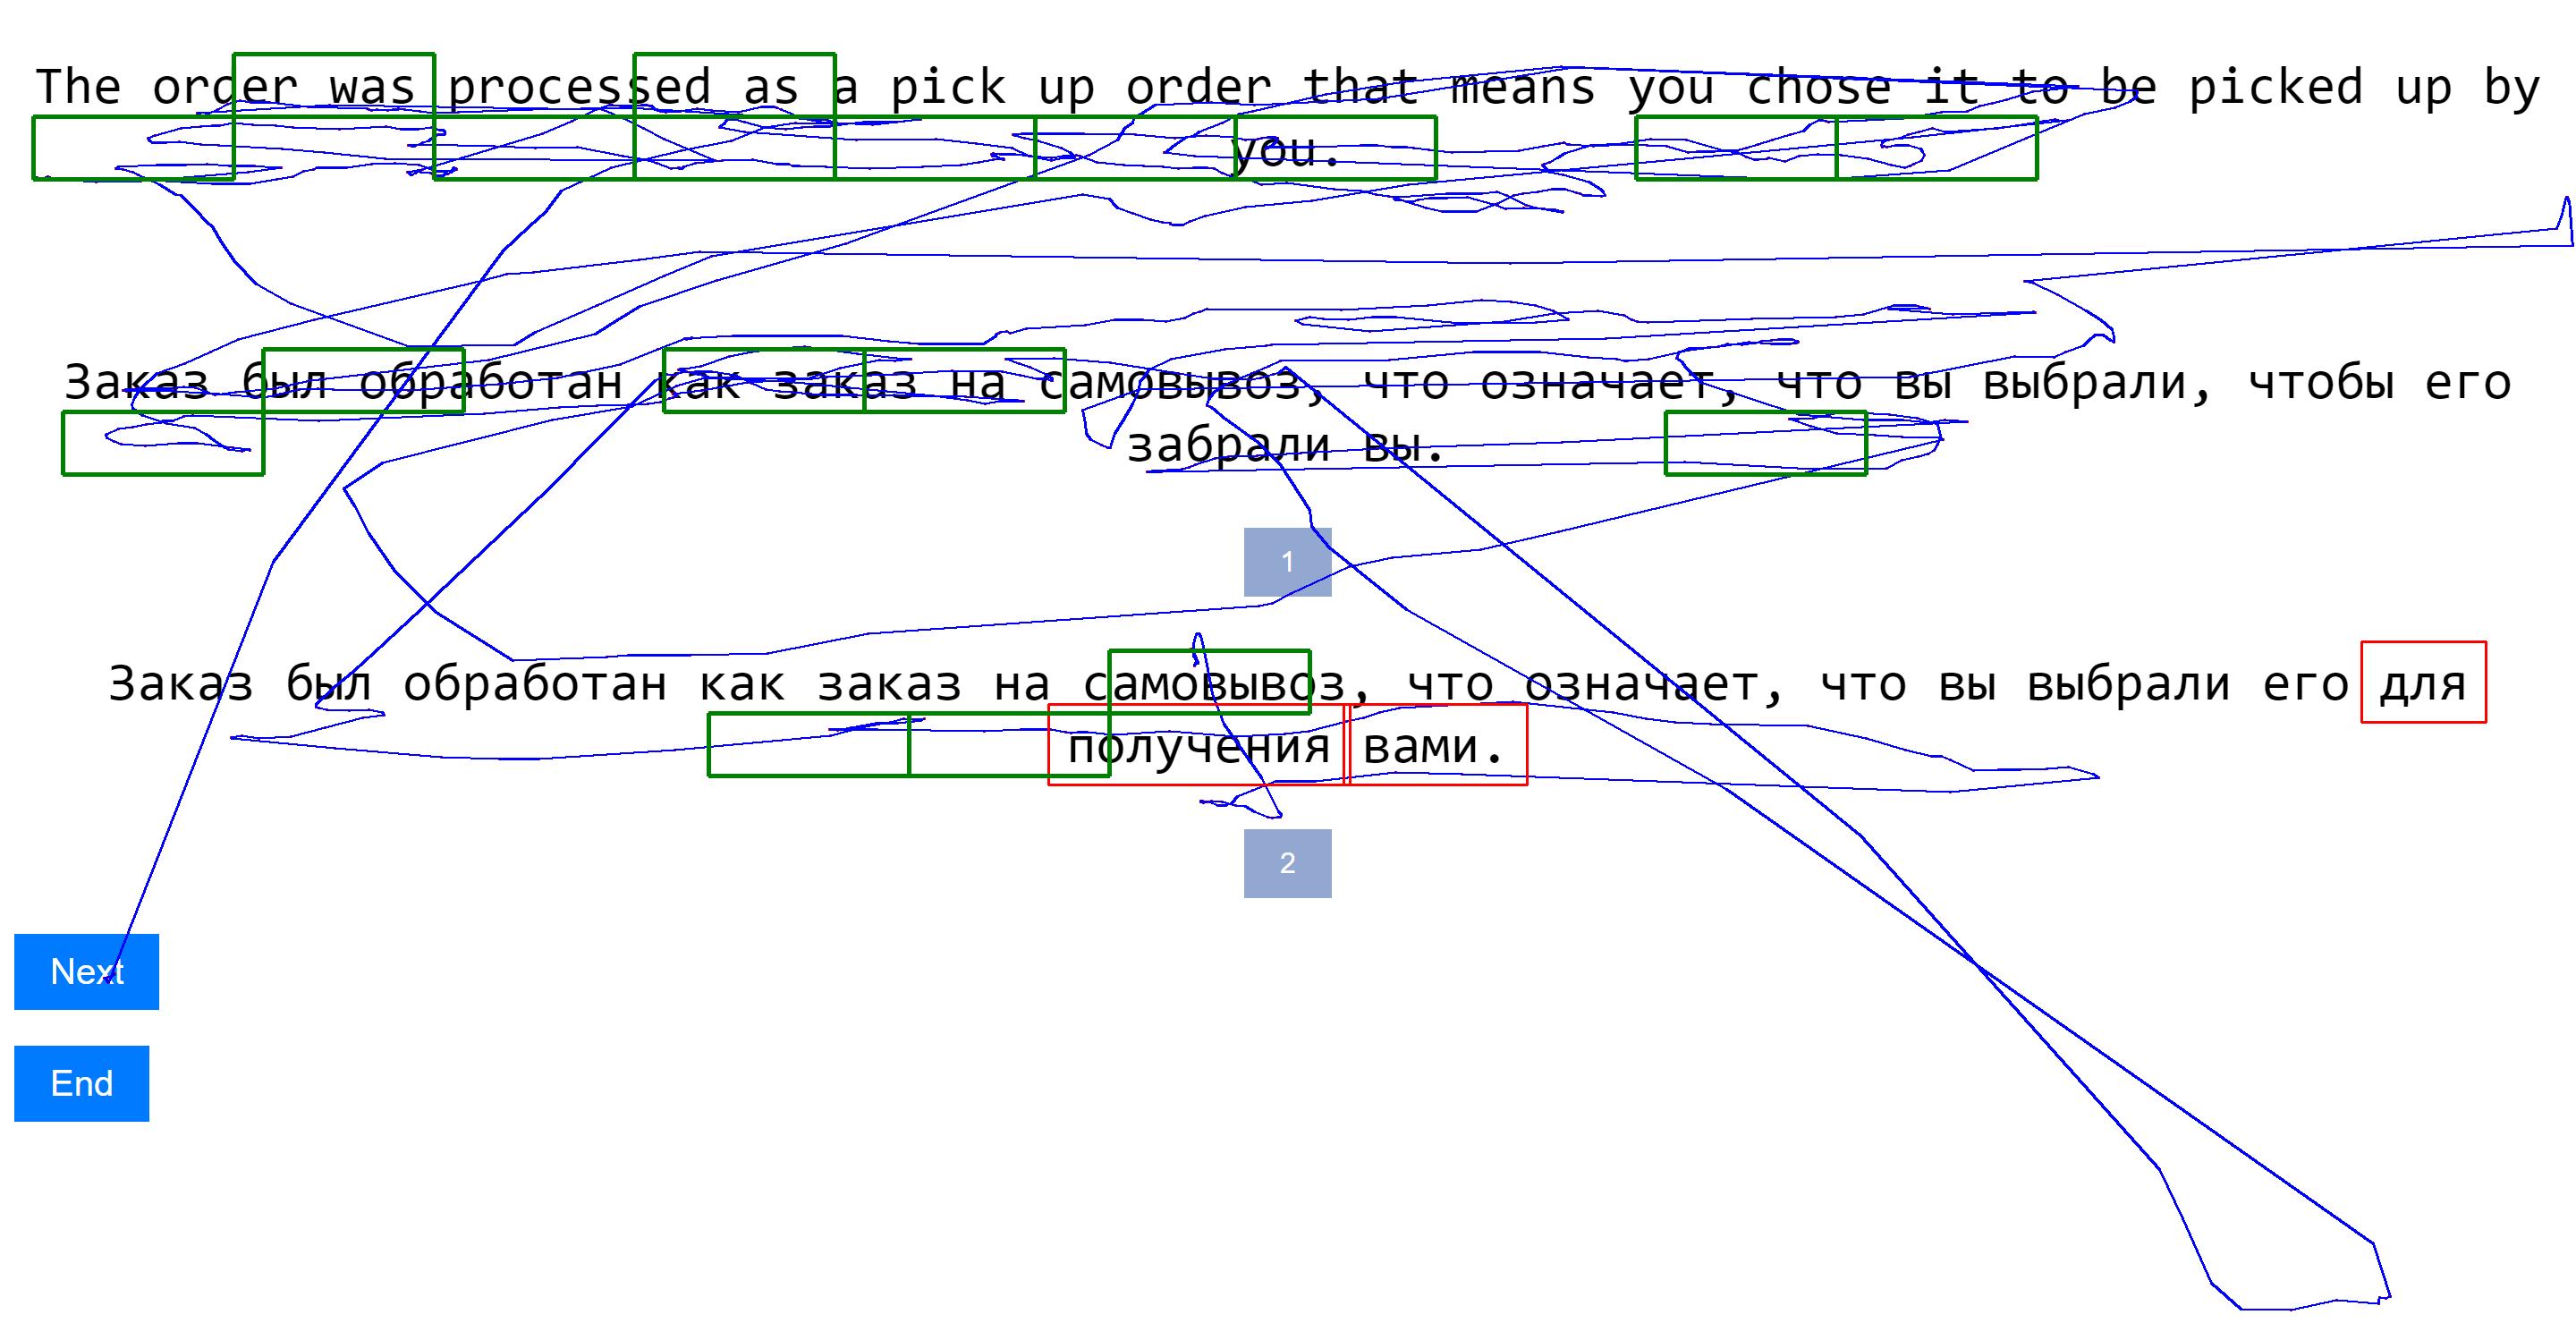 The order was processed as a pick up order that means you chose it to be picked up by
you.
Заказ был обработан как заказ на самовывоз, что означает, что вы выбрали, чтобы его
забрали вы.
1
Заказ был обработан как заказ на самовывоз, что означает, что вы выбрали его для
получения вами.
2
Next
End